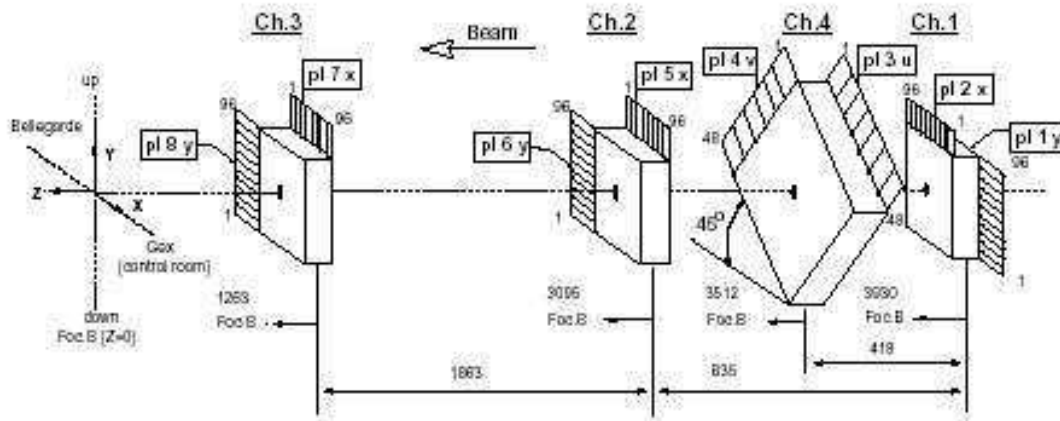 Ch.3
Ch.2
Ch.4
Ch.1
Beam
up
Bellegarde
Y
Z
X
Gex
(control room)
down
Foc.B (Z=0)
96
pl 8 y
1
1
pl 7 x
96
96
pl 6 y
1
1
pl 5 x
96
pl 4 v
1
48
1
pl 3 u
48
45°
96
pl 2 x
1
pl 1 y
96
1
1263
Foc.B
3095
Foc.B
3512
Foc.B
3930
Foc.B
418
1863
835